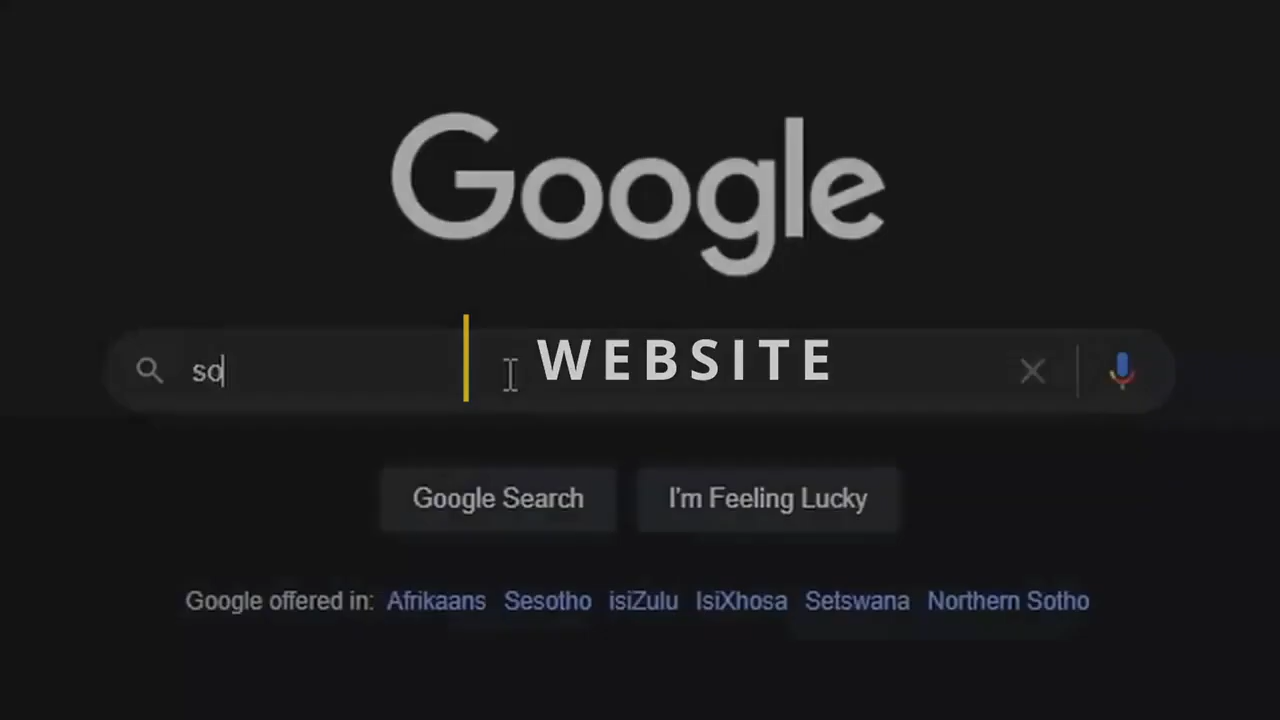 Google
so
WEBSITE
Google Search
I'm Feeling Lucky
Google offered in: Afrikaans Sesotho isiZulu IsiXhosa Setswana Northern Sotho